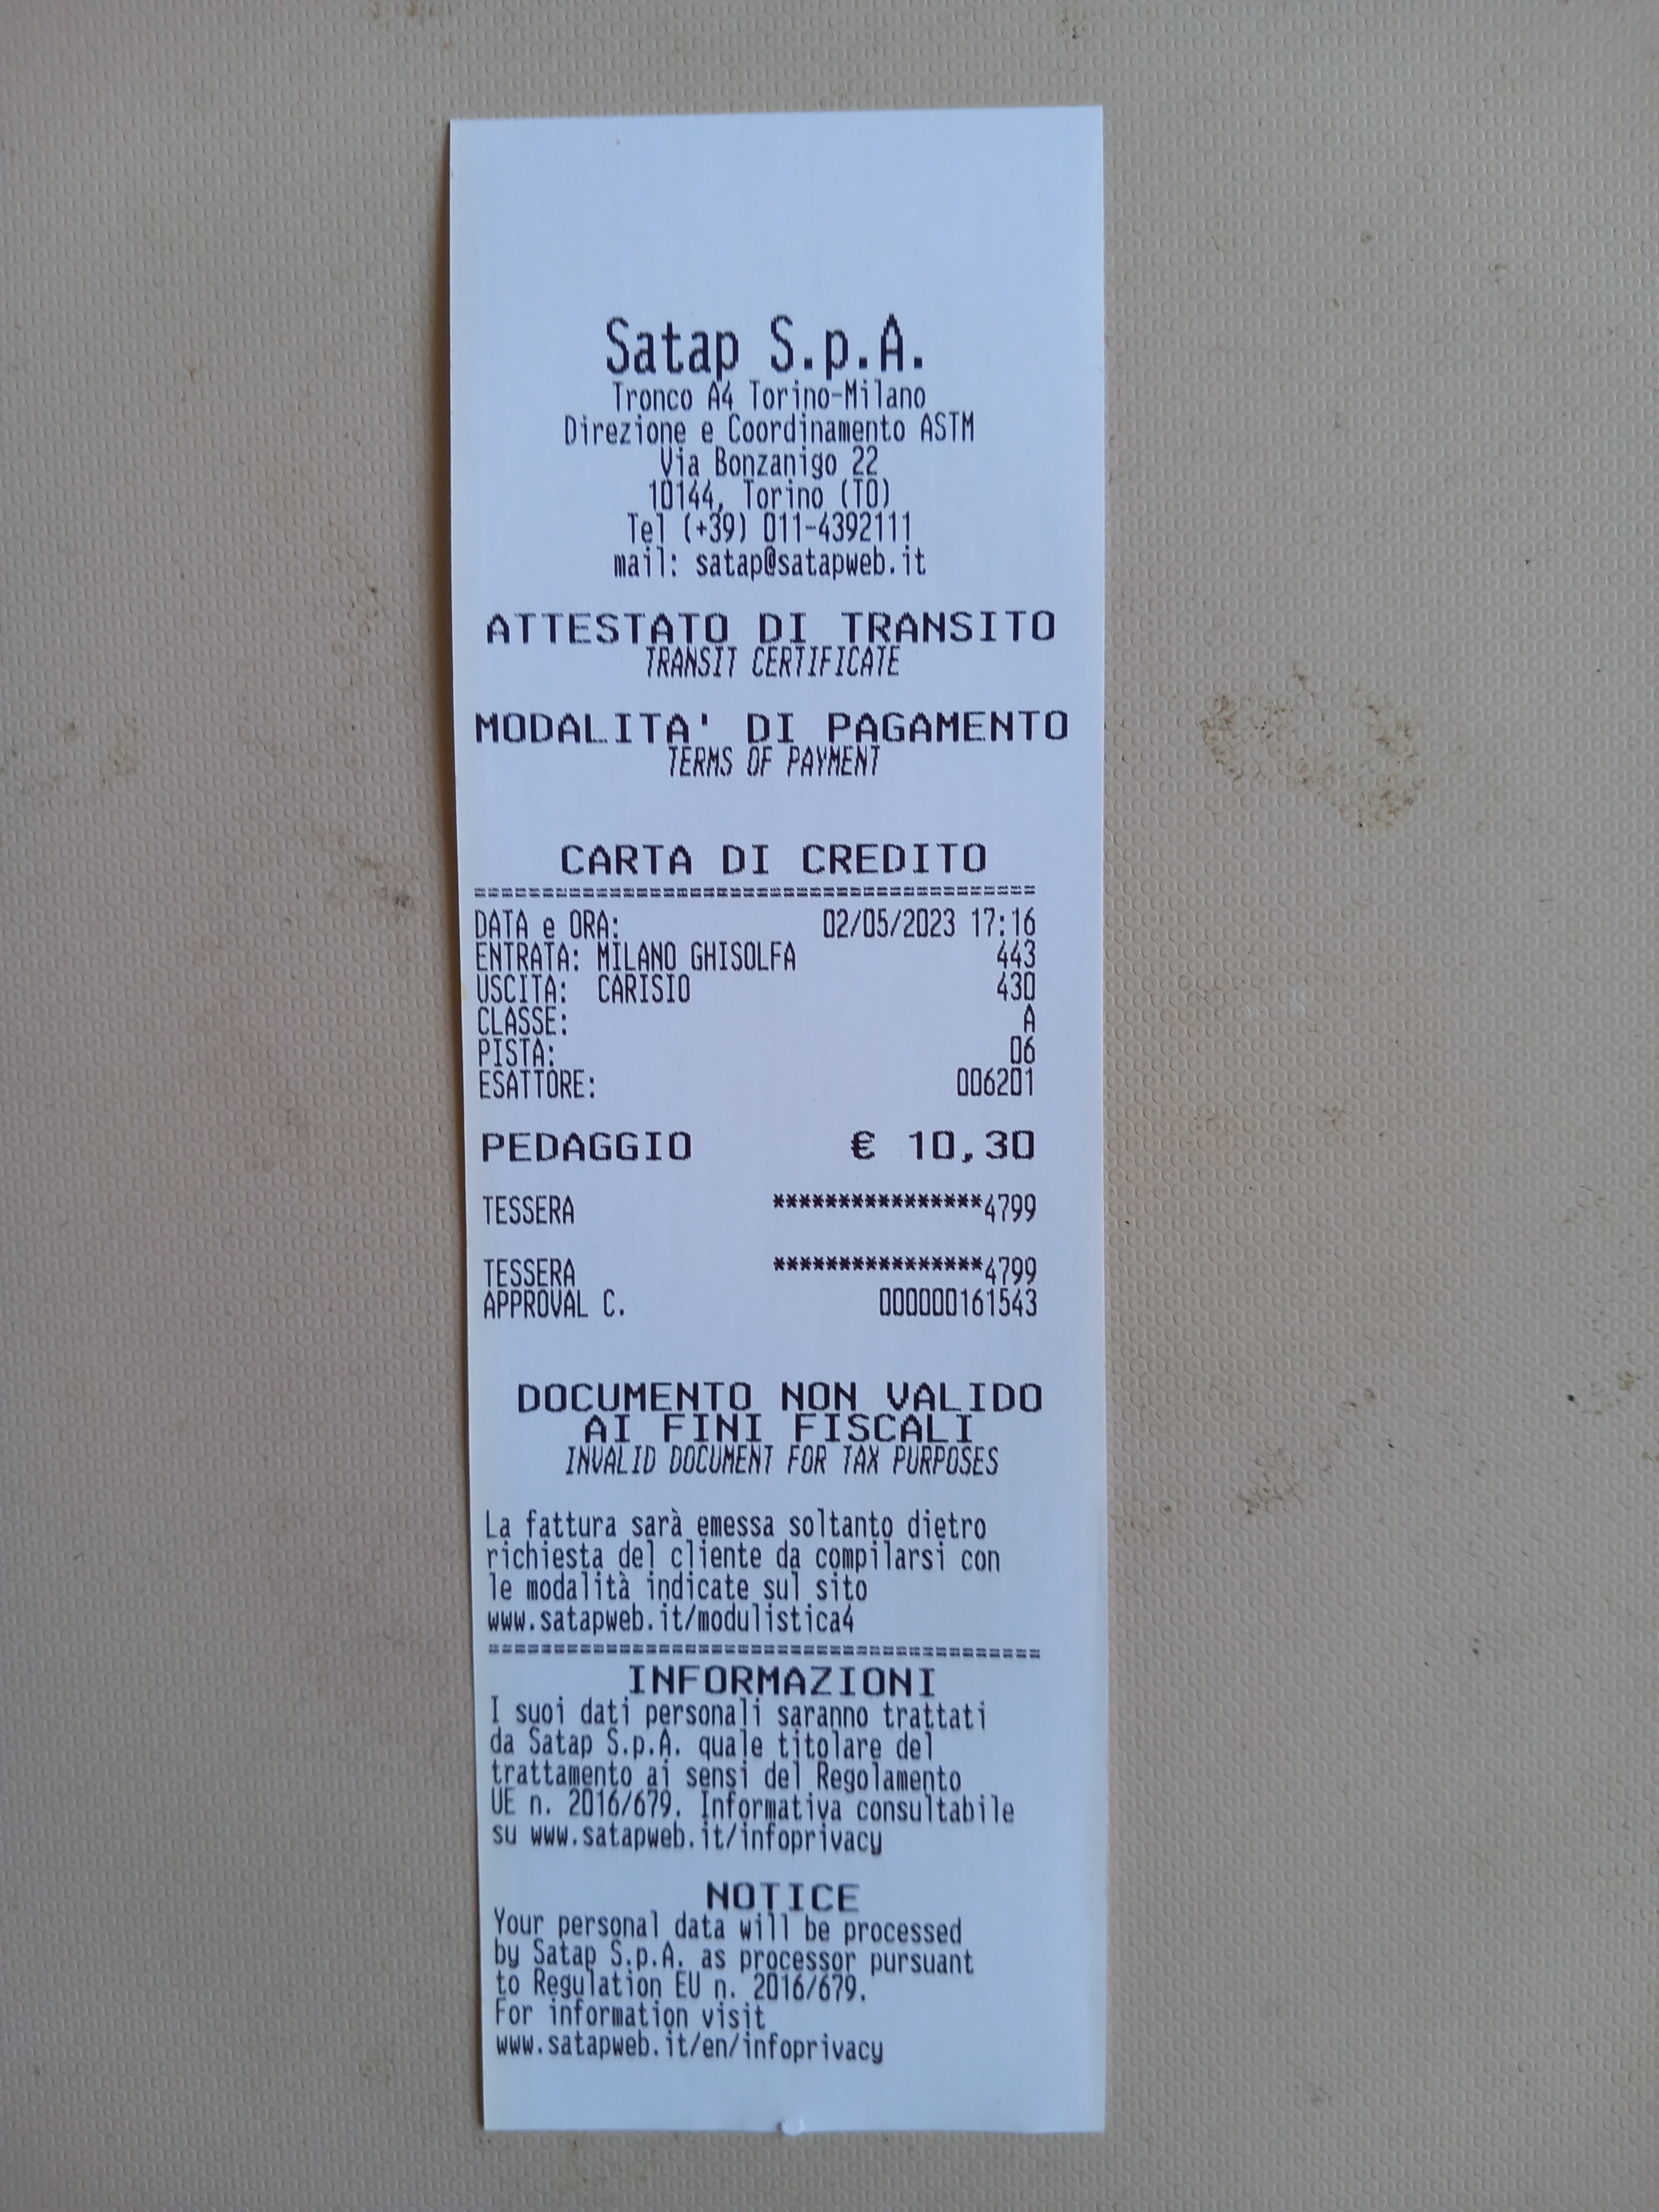 Satap S.p.A.
Tronco A4 Torino-Milano
Direzione e Coordinamento ASTM
Via Bonzanigo 22
10144, Torino (TO)
Tel (+39) 011-4392111
mail: satap@satapweb.it
ATTESTATO DI TRANSITO
TRANSIT CERTIFICATE
MODALITA' DI PAGAMENTO
TERMS OF PAYMENT
CARTA DI CREDITO
==========================================
DATA e ORA: 02/05/2023 17:16
ENTRATA: MILANO GHISOLFA 443
USCITA: CARISIO 430
CLASSE: A
PISTA: 06
ESATTORE: 006201
PEDAGGIO € 10,30
TESSERA ****************4799
TESSERA ****************4799
APPROVAL C. 000000161543
DOCUMENTO NON VALIDO
AI FINI FISCALI
INVALID DOCUMENT FOR TAX PURPOSES
La fattura sarà emessa soltanto dietro
richiesta del cliente da compilarsi con
le modalità indicate sul sito
www.satapweb.it/modulistica4
==========================================
INFORMAZIONI
I suoi dati personali saranno trattati
da Satap S.p.A. quale titolare del
trattamento ai sensi del Regolamento
UE n. 2016/679. Informativa consultabile
su www.satapweb.it/infoprivacy
NOTICE
Your personal data will be processed
by Satap S.p.A. as processor pursuant
to Regulation EU n. 2016/679.
For information visit
www.satapweb.it/en/infoprivacy